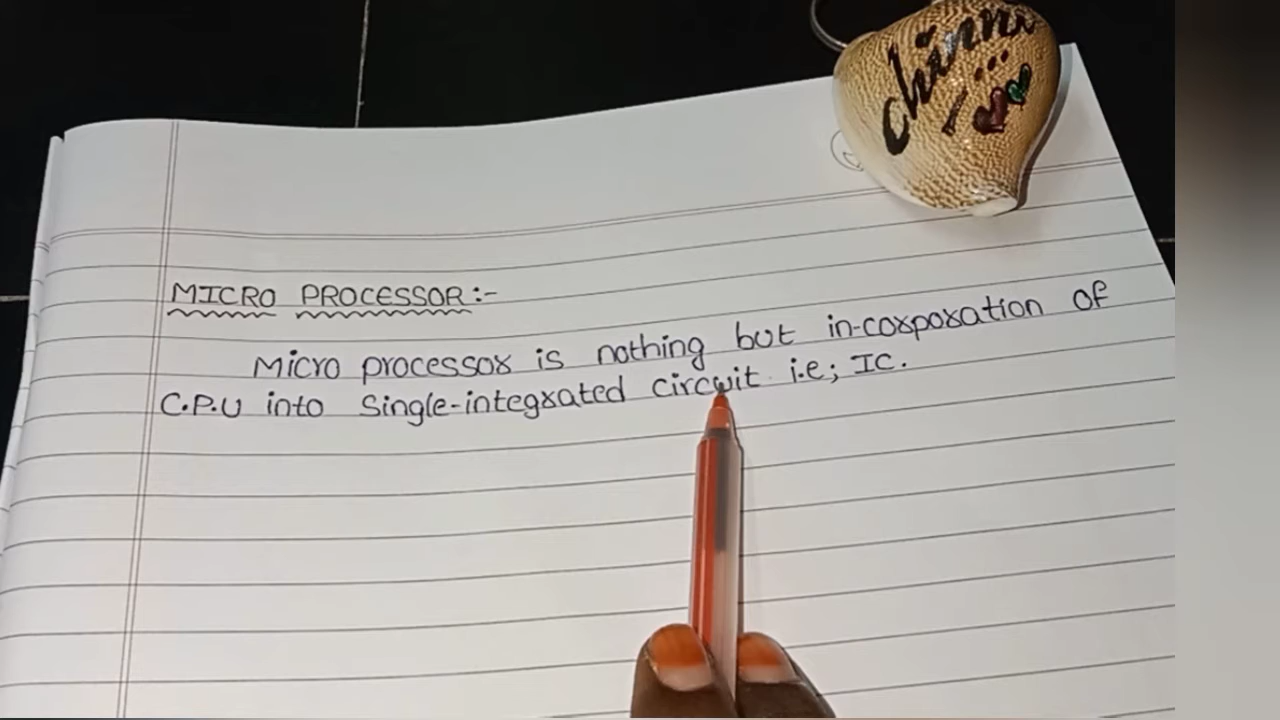 chinni
MICRO PROCESSOR:-
Micro processor is nothing but in-corporation of
C.P.U into Single-integrated circuit i.e; IC.